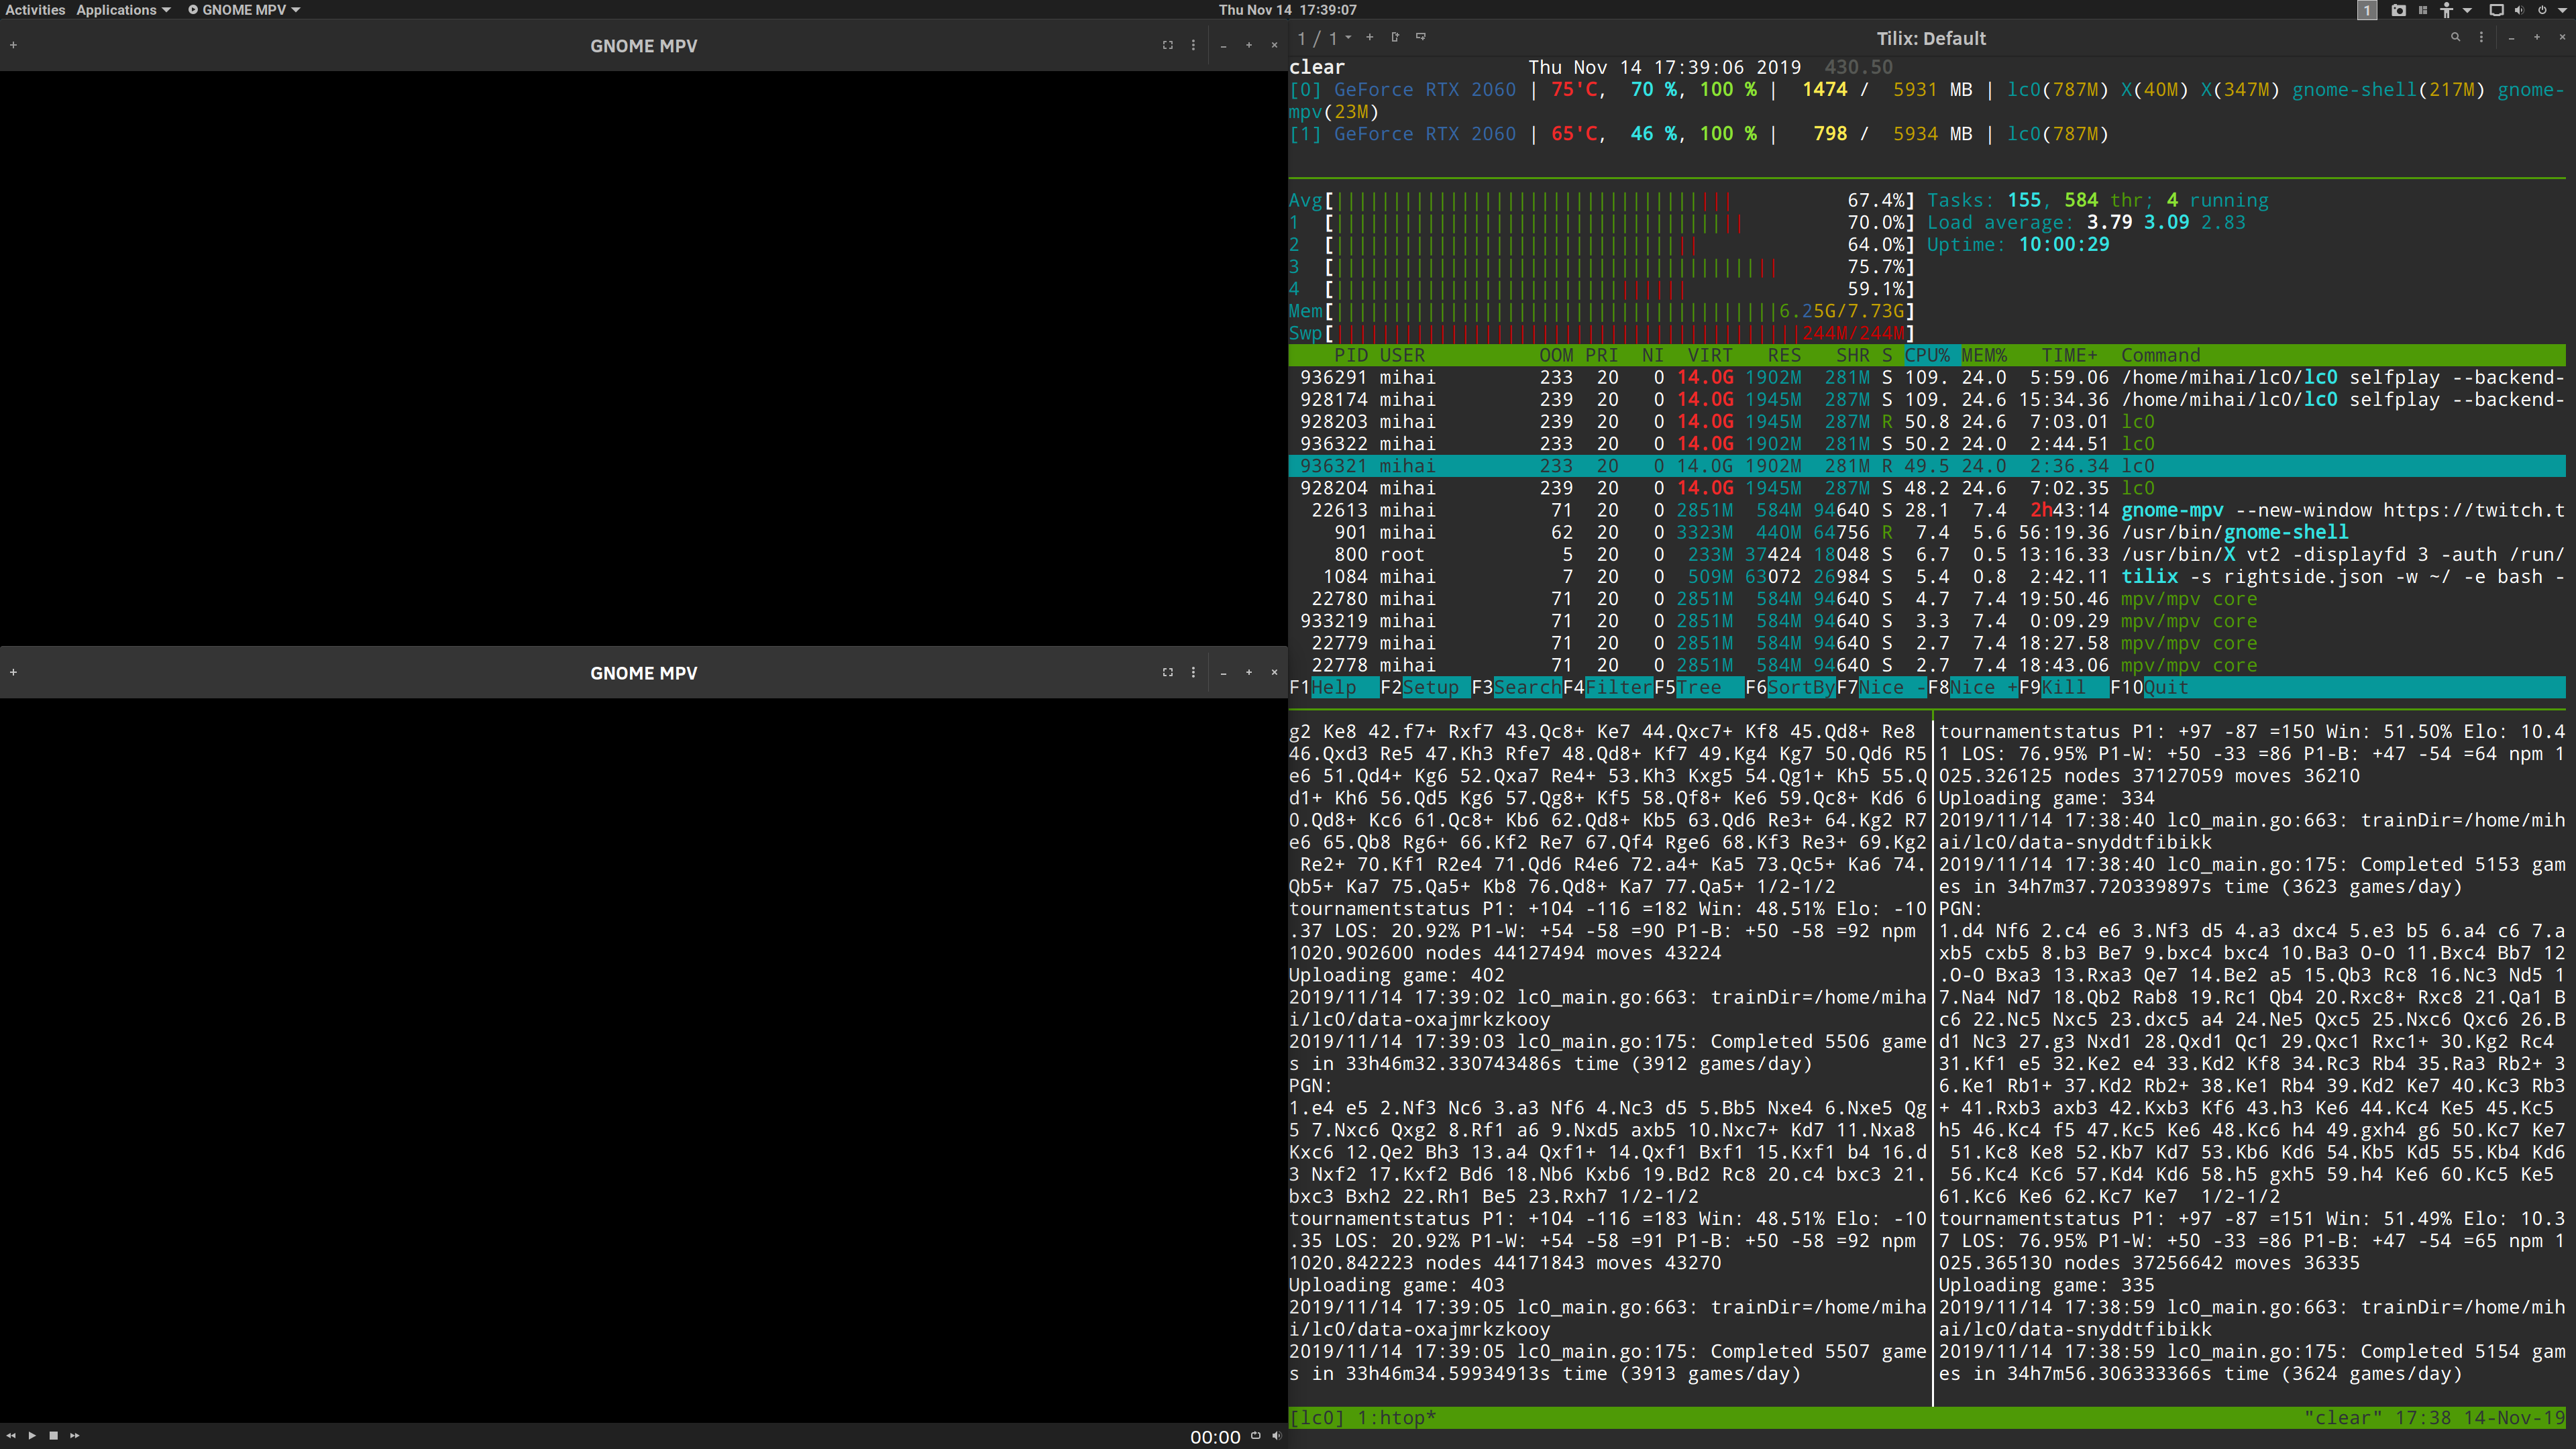 Activities Applications GNOME MPV Thu Nov 14 17:39:07 1
GNOME MPV
GNOME MPV
00:00
1 / 1 Tilix: Default
clear Thu Nov 14 17:39:06 2019 430.50
[0] GeForce RTX 2060 | 75'C, 70 %, 100 % | 1474 / 5931 MB | lc0(787M) X(40M) X(347M) gnome-shell(217M) gnome-
mpv(23M)
[1] GeForce RTX 2060 | 65'C, 46 %, 100 % | 798 / 5934 MB | lc0(787M)
Avg[ 67.4%] Tasks: 155, 584 thr; 4 running
1 [ 70.0%] Load average: 3.79 3.09 2.83
2 [ 64.0%] Uptime: 10:00:29
3 [ 75.7%]
4 [ 59.1%]
Mem[ 6.25G/7.73G]
Swp[ 244M/244M]
PID USER OOM PRI NI VIRT RES SHR S CPU% MEM% TIME+ Command
936291 mihai 233 20 0 14.0G 1902M 281M S 109. 24.0 5:59.06 /home/mihai/lc0/lc0 selfplay --backend-
928174 mihai 239 20 0 14.0G 1945M 287M S 109. 24.6 15:34.36 /home/mihai/lc0/lc0 selfplay --backend-
928203 mihai 239 20 0 14.0G 1945M 287M R 50.8 24.6 7:03.01 lc0
936322 mihai 233 20 0 14.0G 1902M 281M S 50.2 24.0 2:44.51 lc0
936321 mihai 233 20 0 14.0G 1902M 281M R 49.5 24.0 2:36.34 lc0
928204 mihai 239 20 0 14.0G 1945M 287M S 48.2 24.6 7:02.35 lc0
22613 mihai 71 20 0 2851M 584M 94640 S 28.1 7.4 2h43:14 gnome-mpv --new-window https://twitch.t
901 mihai 62 20 0 3323M 440M 64756 R 7.4 5.6 56:19.36 /usr/bin/gnome-shell
800 root 5 20 0 233M 37424 18048 S 6.7 0.5 13:16.33 /usr/bin/X vt2 -displayfd 3 -auth /run/
1084 mihai 7 20 0 509M 63072 26984 S 5.4 0.8 2:42.11 tilix -s rightside.json -w ~/ -e bash -
22780 mihai 71 20 0 2851M 584M 94640 S 4.7 7.4 19:50.46 mpv/mpv core
933219 mihai 71 20 0 2851M 584M 94640 S 3.3 7.4 0:09.29 mpv/mpv core
22779 mihai 71 20 0 2851M 584M 94640 S 2.7 7.4 18:27.58 mpv/mpv core
22778 mihai 71 20 0 2851M 584M 94640 S 2.7 7.4 18:43.06 mpv/mpv core
F1Help F2Setup F3SearchF4FilterF5Tree F6SortByF7Nice -F8Nice +F9Kill F10Quit
g2 Ke8 42.f7+ Rxf7 43.Qc8+ Ke7 44.Qxc7+ Kf8 45.Qd8+ Re8
46.Qxd3 Re5 47.Kh3 Rfe7 48.Qd8+ Kf7 49.Kg4 Kg7 50.Qd6 R5
e6 51.Qd4+ Kg6 52.Qxa7 Re4+ 53.Kh3 Kxg5 54.Qg1+ Kh5 55.Q
d1+ Kh6 56.Qd5 Kg6 57.Qg8+ Kf5 58.Qf8+ Ke6 59.Qc8+ Kd6 6
0.Qd8+ Kc6 61.Qc8+ Kb6 62.Qd8+ Kb5 63.Qd6 Re3+ 64.Kg2 R7
e6 65.Qb8 Rg6+ 66.Kf2 Re7 67.Qf4 Rge6 68.Kf3 Re3+ 69.Kg2
Re2+ 70.Kf1 R2e4 71.Qd6 R4e6 72.a4+ Ka5 73.Qc5+ Ka6 74.
Qb5+ Ka7 75.Qa5+ Kb8 76.Qd8+ Ka7 77.Qa5+ 1/2-1/2
tournamentstatus P1: +104 -116 =182 Win: 48.51% Elo: -10
.37 LOS: 20.92% P1-W: +54 -58 =90 P1-B: +50 -58 =92 npm
1020.902600 nodes 44127494 moves 43224
Uploading game: 402
2019/11/14 17:39:02 lc0_main.go:663: trainDir=/home/miha
i/lc0/data-oxajmrkzkooy
2019/11/14 17:39:03 lc0_main.go:175: Completed 5506 game
s in 33h46m32.330743486s time (3912 games/day)
PGN:
1.e4 e5 2.Nf3 Nc6 3.a3 Nf6 4.Nc3 d5 5.Bb5 Nxe4 6.Nxe5 Qg
5 7.Nxc6 Qxg2 8.Rf1 a6 9.Nxd5 axb5 10.Nxc7+ Kd7 11.Nxa8
Kxc6 12.Qe2 Bh3 13.a4 Qxf1+ 14.Qxf1 Bxf1 15.Kxf1 b4 16.d
3 Nxf2 17.Kxf2 Bd6 18.Nb6 Kxb6 19.Bd2 Rc8 20.c4 bxc3 21.
bxc3 Bxh2 22.Rh1 Be5 23.Rxh7 1/2-1/2
tournamentstatus P1: +104 -116 =183 Win: 48.51% Elo: -10
.35 LOS: 20.92% P1-W: +54 -58 =91 P1-B: +50 -58 =92 npm
1020.842223 nodes 44171843 moves 43270
Uploading game: 403
2019/11/14 17:39:05 lc0_main.go:663: trainDir=/home/miha
i/lc0/data-oxajmrkzkooy
2019/11/14 17:39:05 lc0_main.go:175: Completed 5507 game
s in 33h46m34.59934913s time (3913 games/day)
tournamentstatus P1: +97 -87 =150 Win: 51.50% Elo: 10.4
1 LOS: 76.95% P1-W: +50 -33 =86 P1-B: +47 -54 =64 npm 1
025.326125 nodes 37127059 moves 36210
Uploading game: 334
2019/11/14 17:38:40 lc0_main.go:663: trainDir=/home/mih
ai/lc0/data-snyddtfibikk
2019/11/14 17:38:40 lc0_main.go:175: Completed 5153 gam
es in 34h7m37.720339897s time (3623 games/day)
PGN:
1.d4 Nf6 2.c4 e6 3.Nf3 d5 4.a3 dxc4 5.e3 b5 6.a4 c6 7.a
xb5 cxb5 8.b3 Be7 9.bxc4 bxc4 10.Ba3 O-O 11.Bxc4 Bb7 12
.O-O Bxa3 13.Rxa3 Qe7 14.Be2 a5 15.Qb3 Rc8 16.Nc3 Nd5 1
7.Na4 Nd7 18.Qb2 Rab8 19.Rc1 Qb4 20.Rxc8+ Rxc8 21.Qa1 B
c6 22.Nc5 Nxc5 23.dxc5 a4 24.Ne5 Qxc5 25.Nxc6 Qxc6 26.B
d1 Nc3 27.g3 Nxd1 28.Qxd1 Qc1 29.Qxc1 Rxc1+ 30.Kg2 Rc4
31.Kf1 e5 32.Ke2 e4 33.Kd2 Kf8 34.Rc3 Rb4 35.Ra3 Rb2+ 3
6.Ke1 Rb1+ 37.Kd2 Rb2+ 38.Ke1 Rb4 39.Kd2 Ke7 40.Kc3 Rb3
+ 41.Rxb3 axb3 42.Kxb3 Kf6 43.h3 Ke6 44.Kc4 Ke5 45.Kc5
h5 46.Kc4 f5 47.Kc5 Ke6 48.Kc6 h4 49.gxh4 g6 50.Kc7 Ke7
51.Kc8 Ke8 52.Kb7 Kd7 53.Kb6 Kd6 54.Kb5 Kd5 55.Kb4 Kd6
56.Kc4 Kc6 57.Kd4 Kd6 58.h5 gxh5 59.h4 Ke6 60.Kc5 Ke5
61.Kc6 Ke6 62.Kc7 Ke7 1/2-1/2
tournamentstatus P1: +97 -87 =151 Win: 51.49% Elo: 10.3
7 LOS: 76.95% P1-W: +50 -33 =86 P1-B: +47 -54 =65 npm 1
025.365130 nodes 37256642 moves 36335
Uploading game: 335
2019/11/14 17:38:59 lc0_main.go:663: trainDir=/home/mih
ai/lc0/data-snyddtfibikk
2019/11/14 17:38:59 lc0_main.go:175: Completed 5154 gam
es in 34h7m56.306333366s time (3624 games/day)
[lc0] 1:htop* "clear" 17:38 14-Nov-19